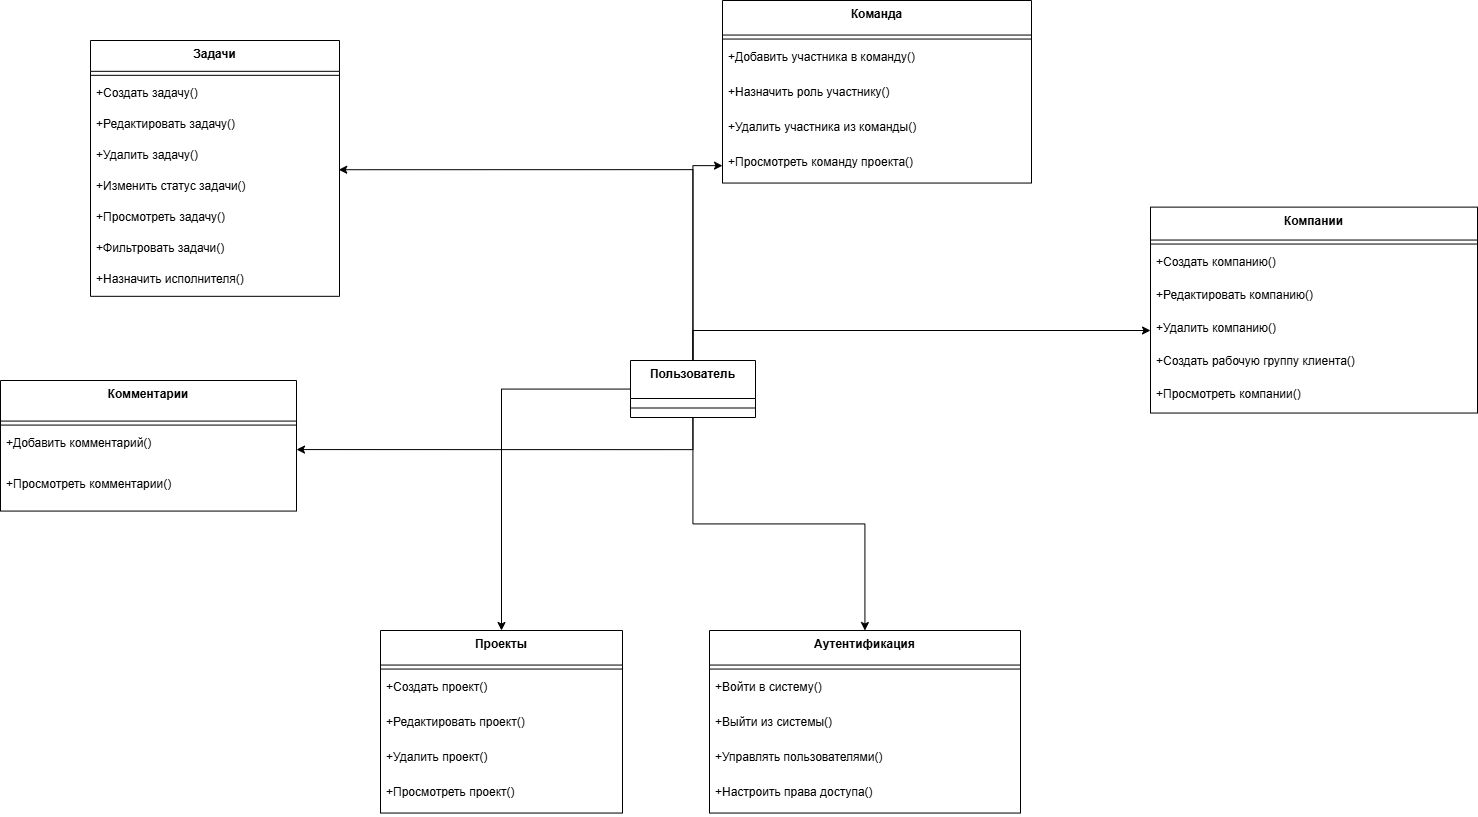 Команда
+Добавить участника в команду()
+Назначить роль участнику()
+Удалить участника из команды()
+Просмотреть команду проекта()
Задачи
+Создать задачу()
+Редактировать задачу()
+Удалить задачу()
+Изменить статус задачи()
+Просмотреть задачу()
+Фильтровать задачи()
+Назначить исполнителя()
Компании
+Создать компанию()
+Редактировать компанию()
+Удалить компанию()
+Создать рабочую группу клиента()
+Просмотреть компании()
Пользователь
Комментарии
+Добавить комментарий()
+Просмотреть комментарии()
Проекты
+Создать проект()
+Редактировать проект()
+Удалить проект()
+Просмотреть проект()
Аутентификация
+Войти в систему()
+Выйти из системы()
+Управлять пользователями()
+Настроить права доступа()